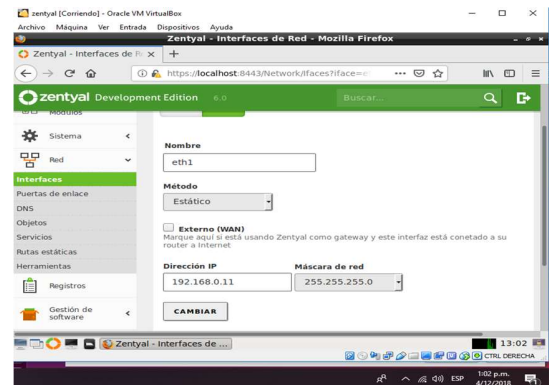 zentyal [Corriendo] - Oracle VM VirtualBox
Archivo Máquina Ver Entrada Dispositivos Ayuda
Zentyal - Interfaces de Red - Mozilla Firefox
Zentyal - Interfaces de Re
https://localhost:8443/Network/Ifaces?iface=e
zentyal Development Edition 6.0
Buscar...
Módulos
Sistema
Red
Interfaces
Puertas de enlace
DNS
Objetos
Servicios
Rutas estáticas
Herramientas
Registros
Gestión de software
Nombre
eth1
Método
Estático
Externo (WAN)
Marque aquí si está usando Zentyal como gateway y este interfaz está conetado a su
router a Internet
Dirección IP Máscara de red
192.168.0.11 255.255.255.0
CAMBIAR
Zentyal - Interfaces de ...
13:02
CTRL DERECHA
ESP
1:02 p.m.
4/12/2018